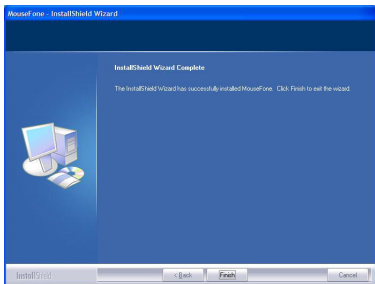 MouseFone - InstallShield Wizard
InstallShield Wizard Complete
The InstallShield Wizard has successfully installed MouseFone. Click Finish to exit the wizard.
InstallShield
< Back
Finish
Cancel